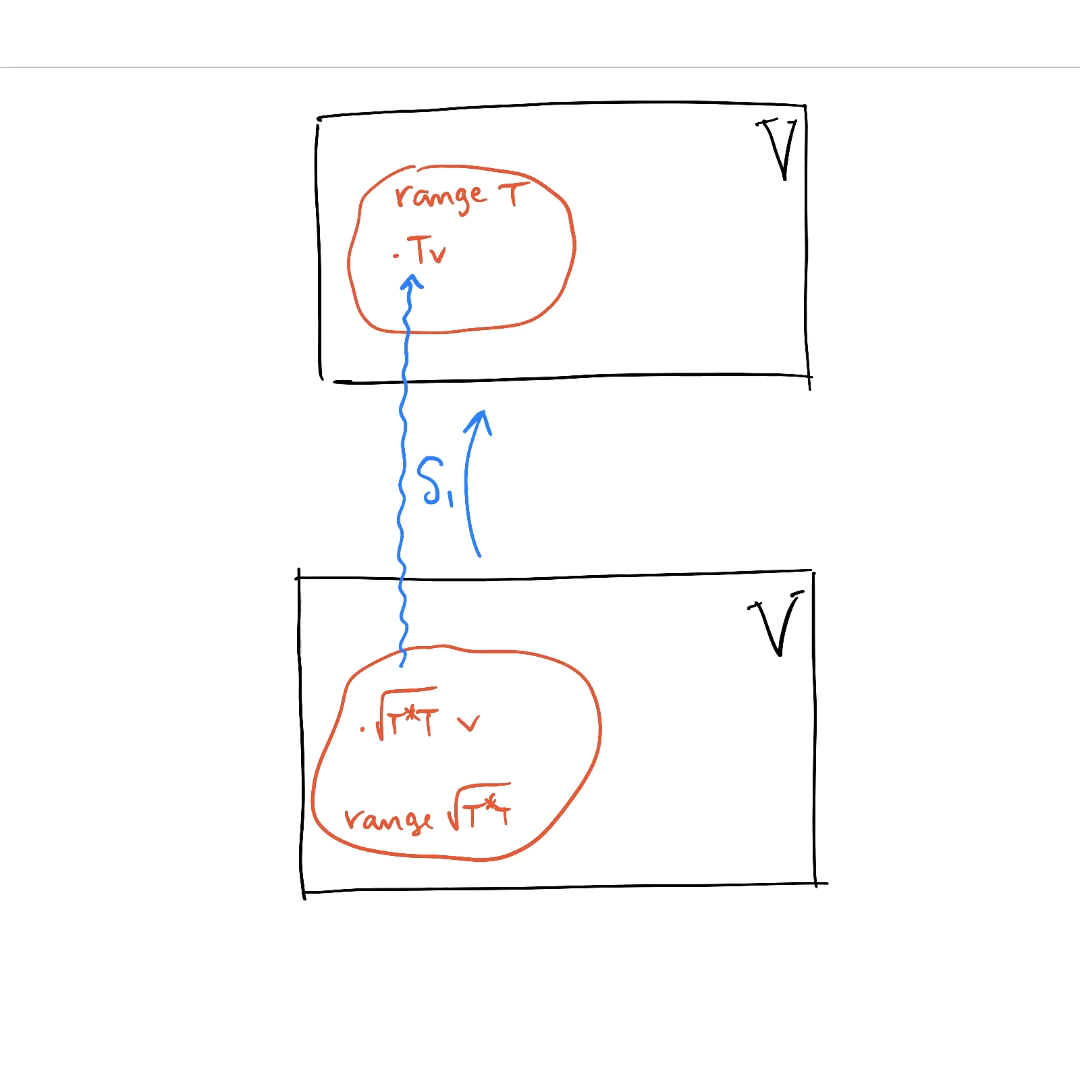 V
range T
. Tv
S₁
V
. √T*T v
range √T*T